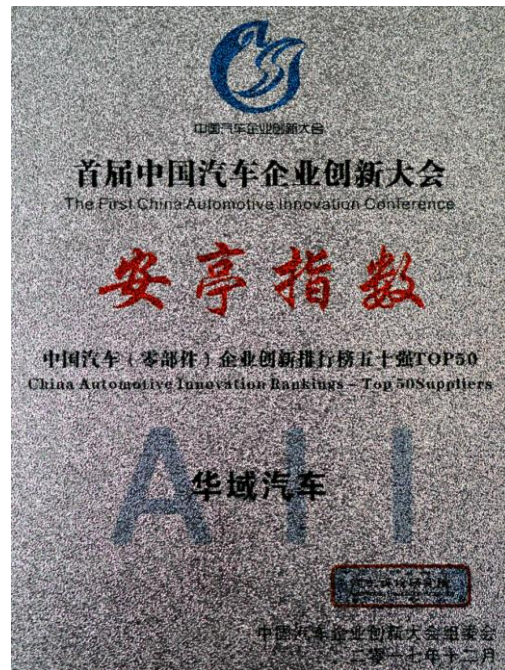 中国汽车企业创新大会
首届中国汽车企业创新大会
The First China Automotive Innovation Conference
安亭指数
中国汽车（零部件）企业创新排行榜五十强TOP50
China Automotive Innovation Rankings - Top 50Suppliers
AII
华域汽车
中国汽车企业创新大会组委会
二零一七年十二月